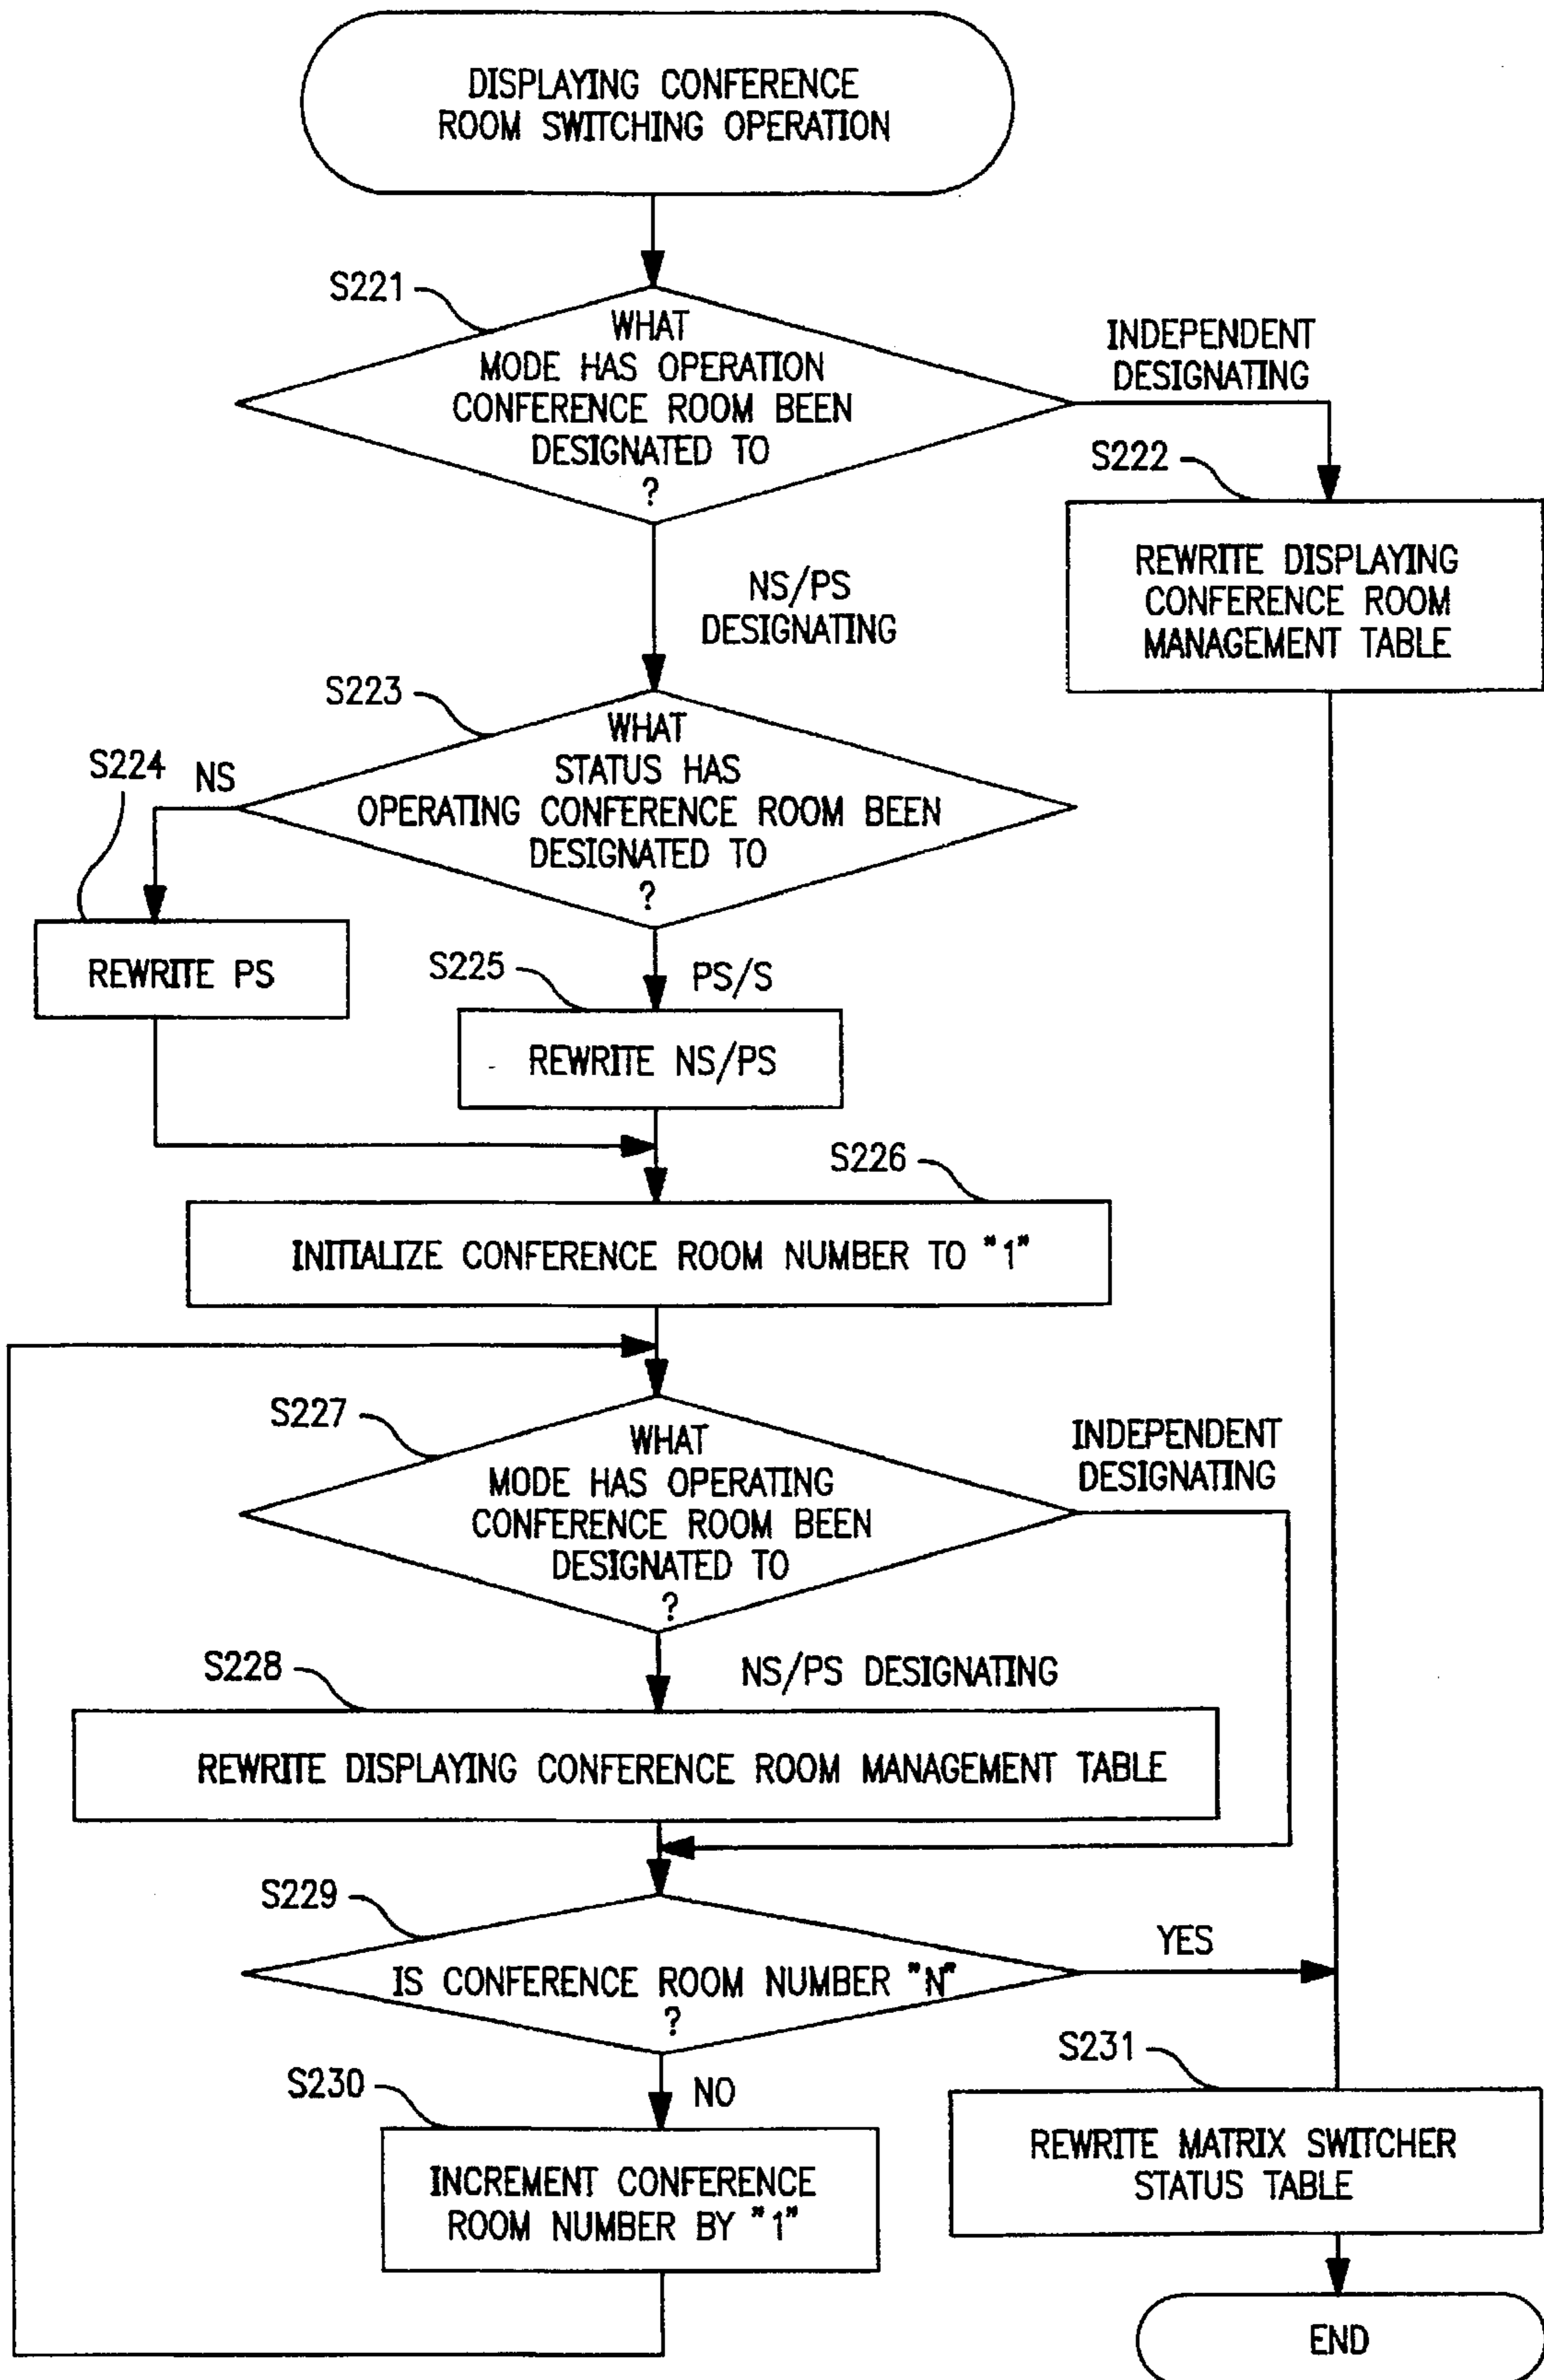 DISPLAYING CONFERENCE
ROOM SWITCHING OPERATION
S221
WHAT
MODE HAS OPERATION
CONFERENCE ROOM BEEN
DESIGNATED TO
?
INDEPENDENT
DESIGNATING
S222
REWRITE DISPLAYING
CONFERENCE ROOM
MANAGEMENT TABLE
NS/PS
DESIGNATING
S223
WHAT
STATUS HAS
OPERATING CONFERENCE ROOM BEEN
DESIGNATED TO
?
S224
NS
REWRITE PS
S225
PS/S
REWRITE NS/PS
S226
INITIALIZE CONFERENCE ROOM NUMBER TO "1"
S227
WHAT
MODE HAS OPERATING
CONFERENCE ROOM BEEN
DESIGNATED TO
?
INDEPENDENT
DESIGNATING
S228
NS/PS DESIGNATING
REWRITE DISPLAYING CONFERENCE ROOM MANAGEMENT TABLE
S229
IS CONFERENCE ROOM NUMBER "N"
?
YES
S230
NO
INCREMENT CONFERENCE
ROOM NUMBER BY "1"
S231
REWRITE MATRIX SWITCHER
STATUS TABLE
END